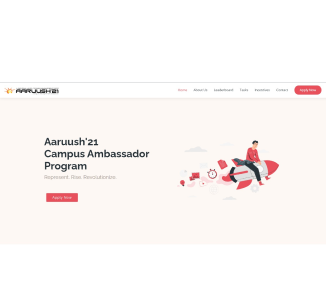 AARUUSH'21
Home About Us Leaderboard Tasks Interviews Contact Apply Now
Aaruush'21
Campus Ambassador
Program
Represent. Rise. Revolutionize.
Apply Now